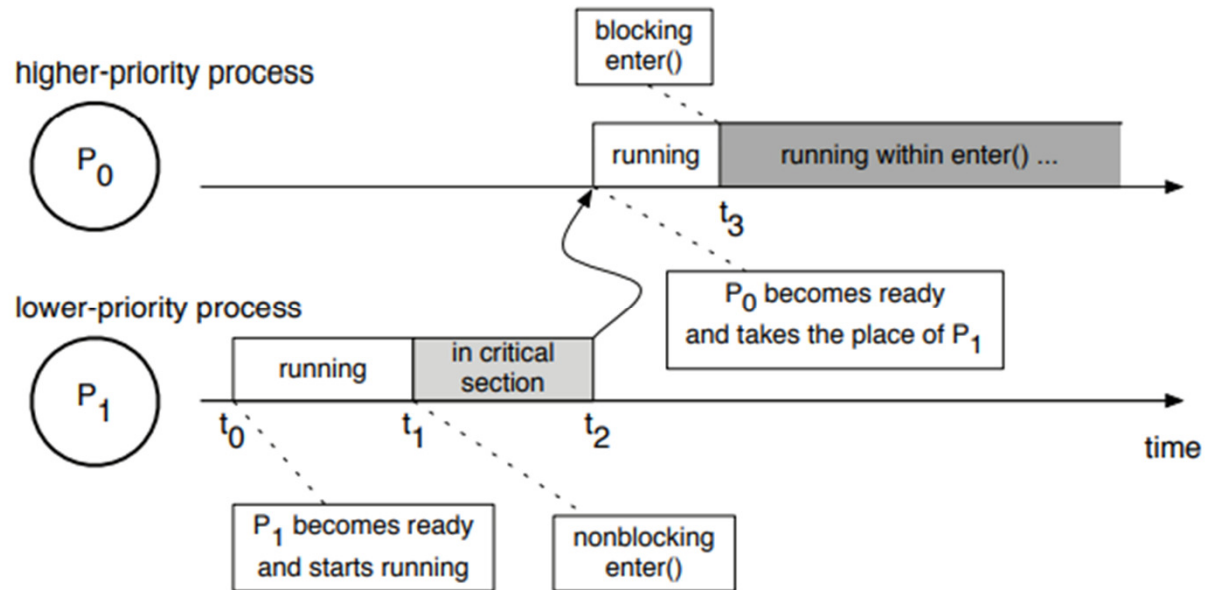 blocking
enter()
higher-priority process
P0
running
running within enter() ...
t3
P0 becomes ready
and takes the place of P1
lower-priority process
P1
running
in critical
section
t0
t1
t2
time
P1 becomes ready
and starts running
nonblocking
enter()